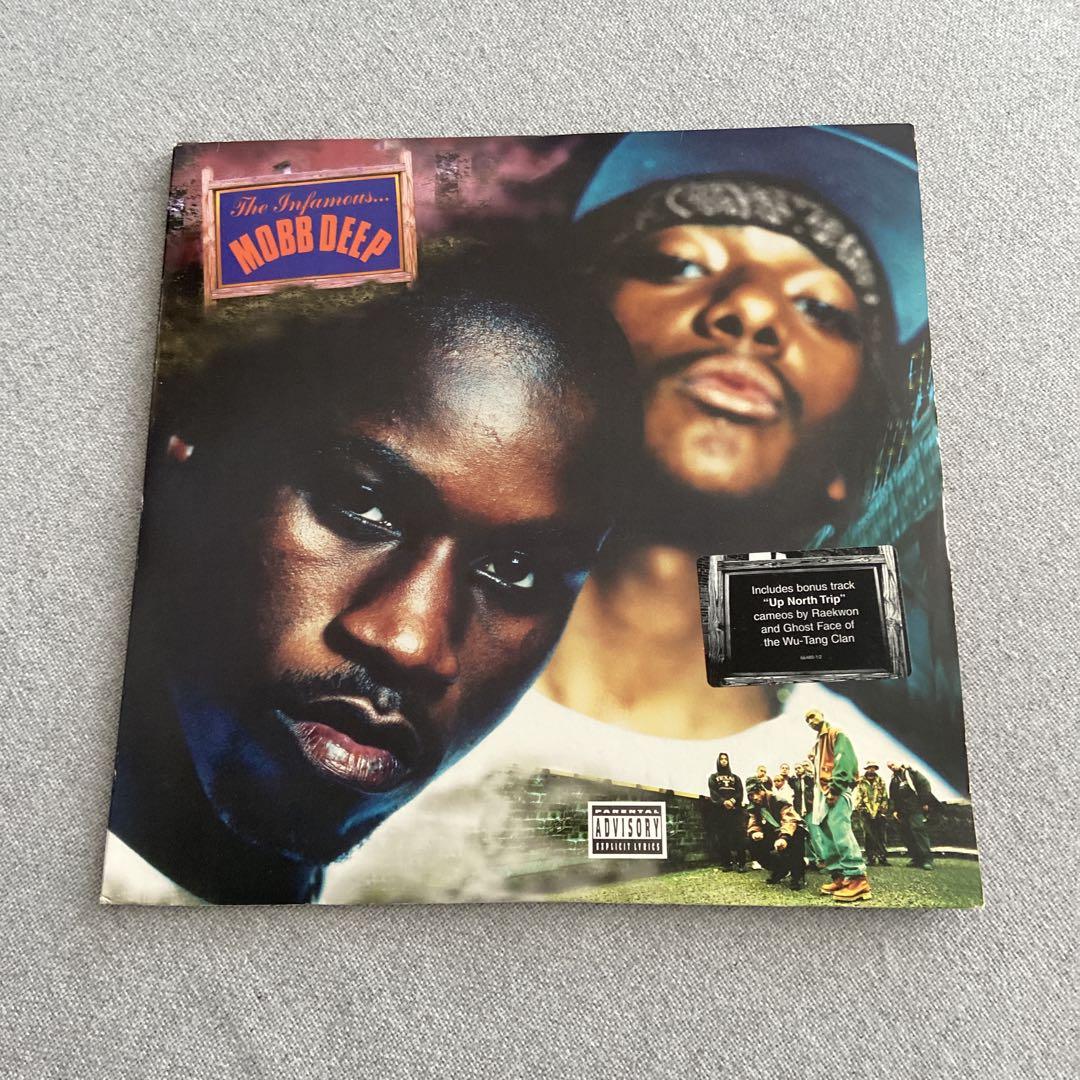 The Infamous...
MOBB DEEP
Includes bonus track
"Up North Trip"
cameos by Raekwon
and Ghost Face of
the Wu-Tang Clan
PARENTAL
ADVISORY
EXPLICIT LYRICS